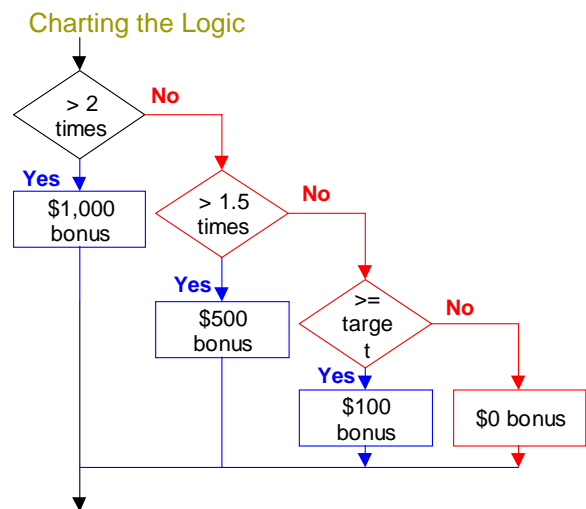 Charting the Logic
> 2
times
No
Yes
$1,000
bonus
> 1.5
times
No
Yes
$500
bonus
>=
targe
t
No
Yes
$100
bonus
$0 bonus